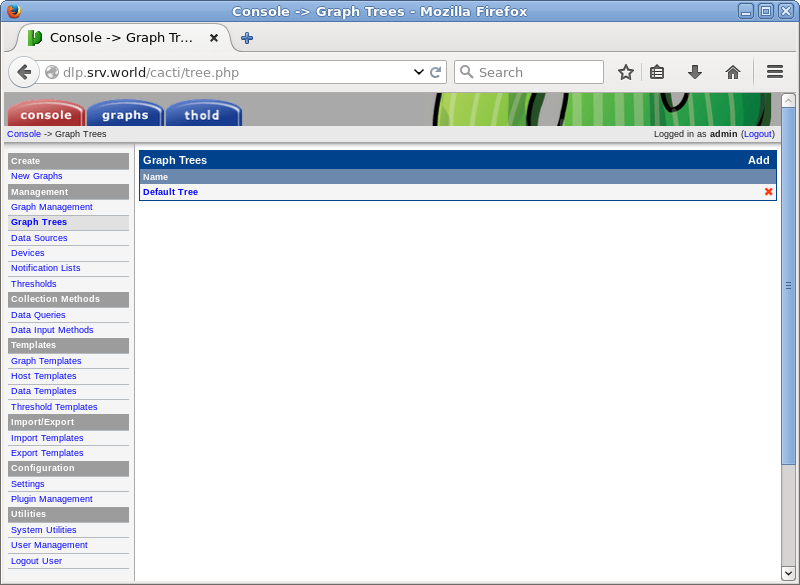 Console -> Graph Trees - Mozilla Firefox
Console -> Graph Tr...
dlp.srv.world/cacti/tree.php
Search
console graphs thold
Console -> Graph Trees
Logged in as admin (Logout)
Create
New Graphs
Management
Graph Management
Graph Trees
Data Sources
Devices
Notification Lists
Thresholds
Collection Methods
Data Queries
Data Input Methods
Templates
Graph Templates
Host Templates
Data Templates
Threshold Templates
Import/Export
Import Templates
Export Templates
Configuration
Settings
Plugin Management
Utilities
System Utilities
User Management
Logout User
Graph Trees Add
Name
Default Tree